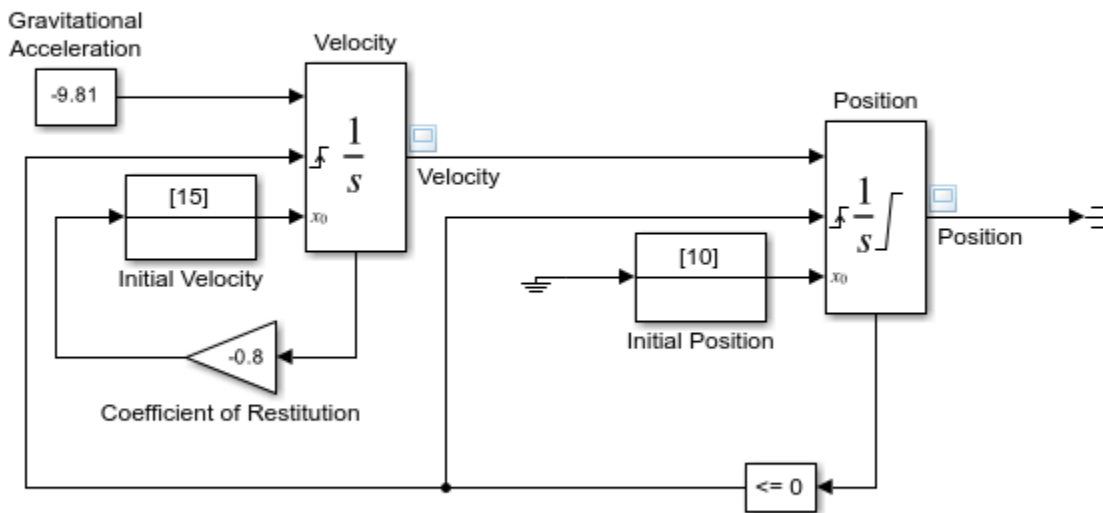 Gravitational
Acceleration
-9.81
Velocity
1
s
x₀
Velocity
[15]
Initial Velocity
-0.8
Coefficient of Restitution
Position
1
s
x₀
Position
[10]
Initial Position
<= 0